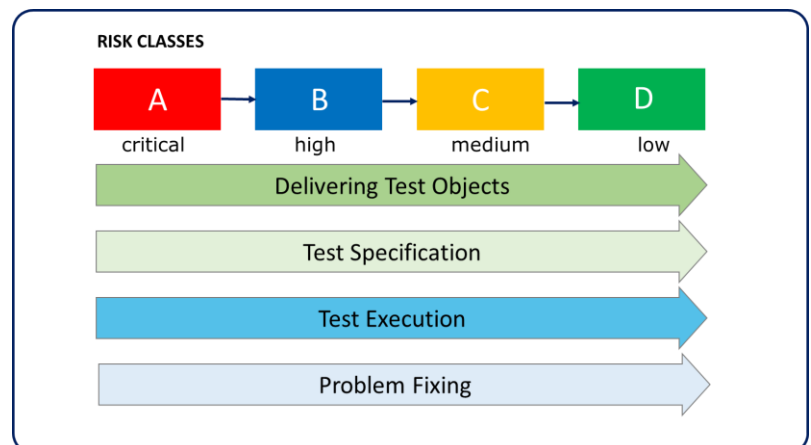 RISK CLASSES
A B C D
critical high medium low
Delivering Test Objects
Test Specification
Test Execution
Problem Fixing